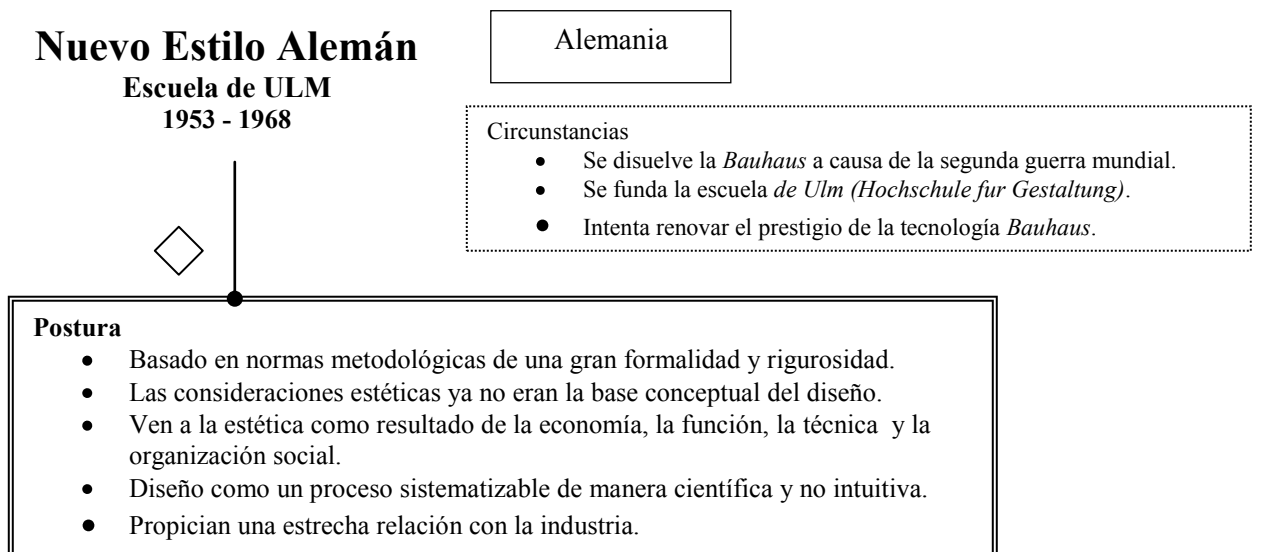 Nuevo Estilo Alemán
Escuela de ULM
1953 - 1968
Alemania
Circunstancias
• Se disuelve la Bauhaus a causa de la segunda guerra mundial.
• Se funda la escuela de Ulm (Hochschule fur Gestaltung).
• Intenta renovar el prestigio de la tecnología Bauhaus.
Postura
• Basado en normas metodológicas de una gran formalidad y rigurosidad.
• Las consideraciones estéticas ya no eran la base conceptual del diseño.
• Ven a la estética como resultado de la economía, la función, la técnica y la
organización social.
• Diseño como un proceso sistematizable de manera científica y no intuitiva.
• Propician una estrecha relación con la industria.